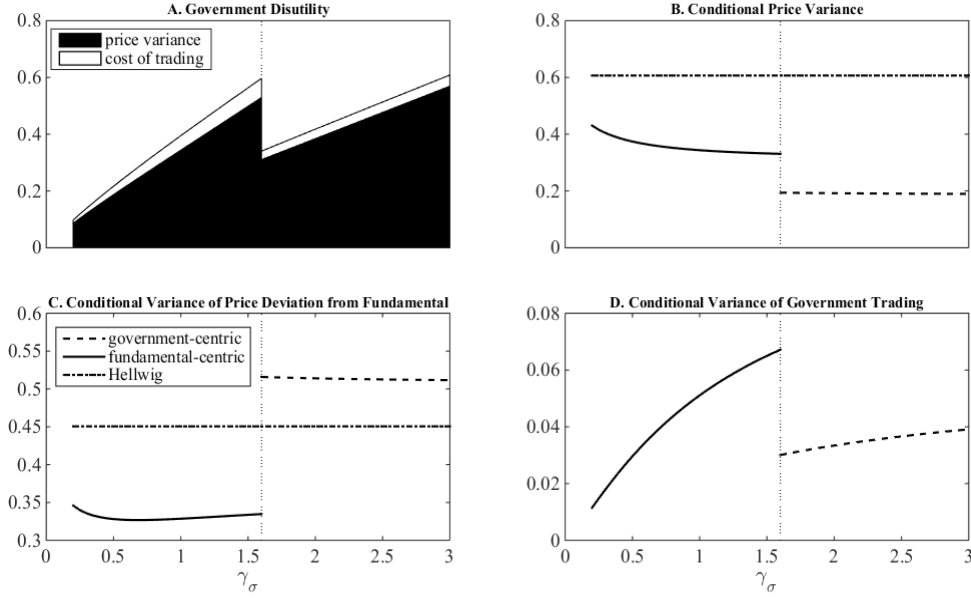 A. Government Disutility
0.8
0.6
0.4
0.2
0
price variance
cost of trading
B. Conditional Price Variance
0.8
0.6
0.4
0.2
0
C. Conditional Variance of Price Deviation from Fundamental
0.6
0.55
0.5
0.45
0.4
0.35
0.3
government-centric
fundamental-centric
Hellwig
0 0.5 1 1.5 2 2.5 3
γσ
D. Conditional Variance of Government Trading
0.08
0.06
0.04
0.02
0
0 0.5 1 1.5 2 2.5 3
γσ